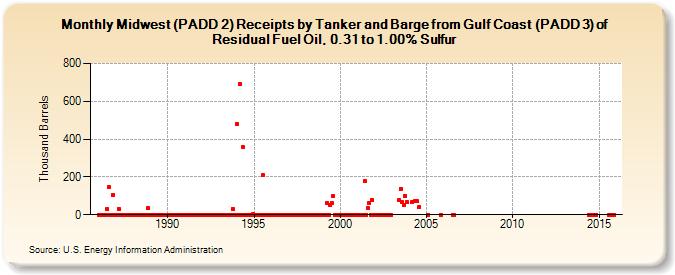 Monthly Midwest (PADD 2) Receipts by Tanker and Barge from Gulf Coast (PADD 3) of
Residual Fuel Oil, 0.31 to 1.00% Sulfur
Thousand Barrels
800
600
400
200
0
1990
1995
2000
2005
2010
2015
Source: U.S. Energy Information Administration